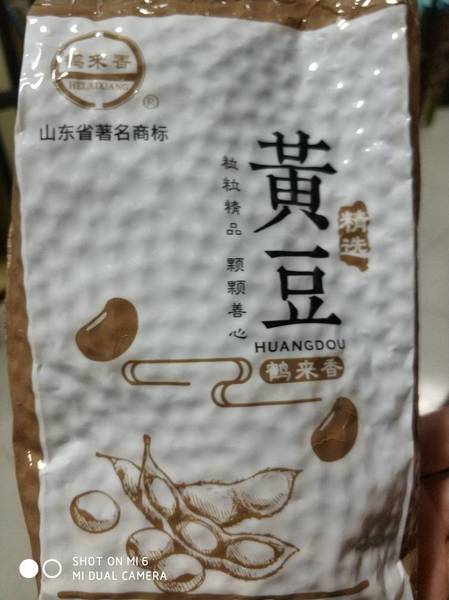 鹤来香
HELAIXIANG
®
山东省著名商标
黃豆
精选
粒粒精品 颗颗善心
HUANGDOU
鹤来香
SHOT ON MI 6
MI DUAL CAMERA